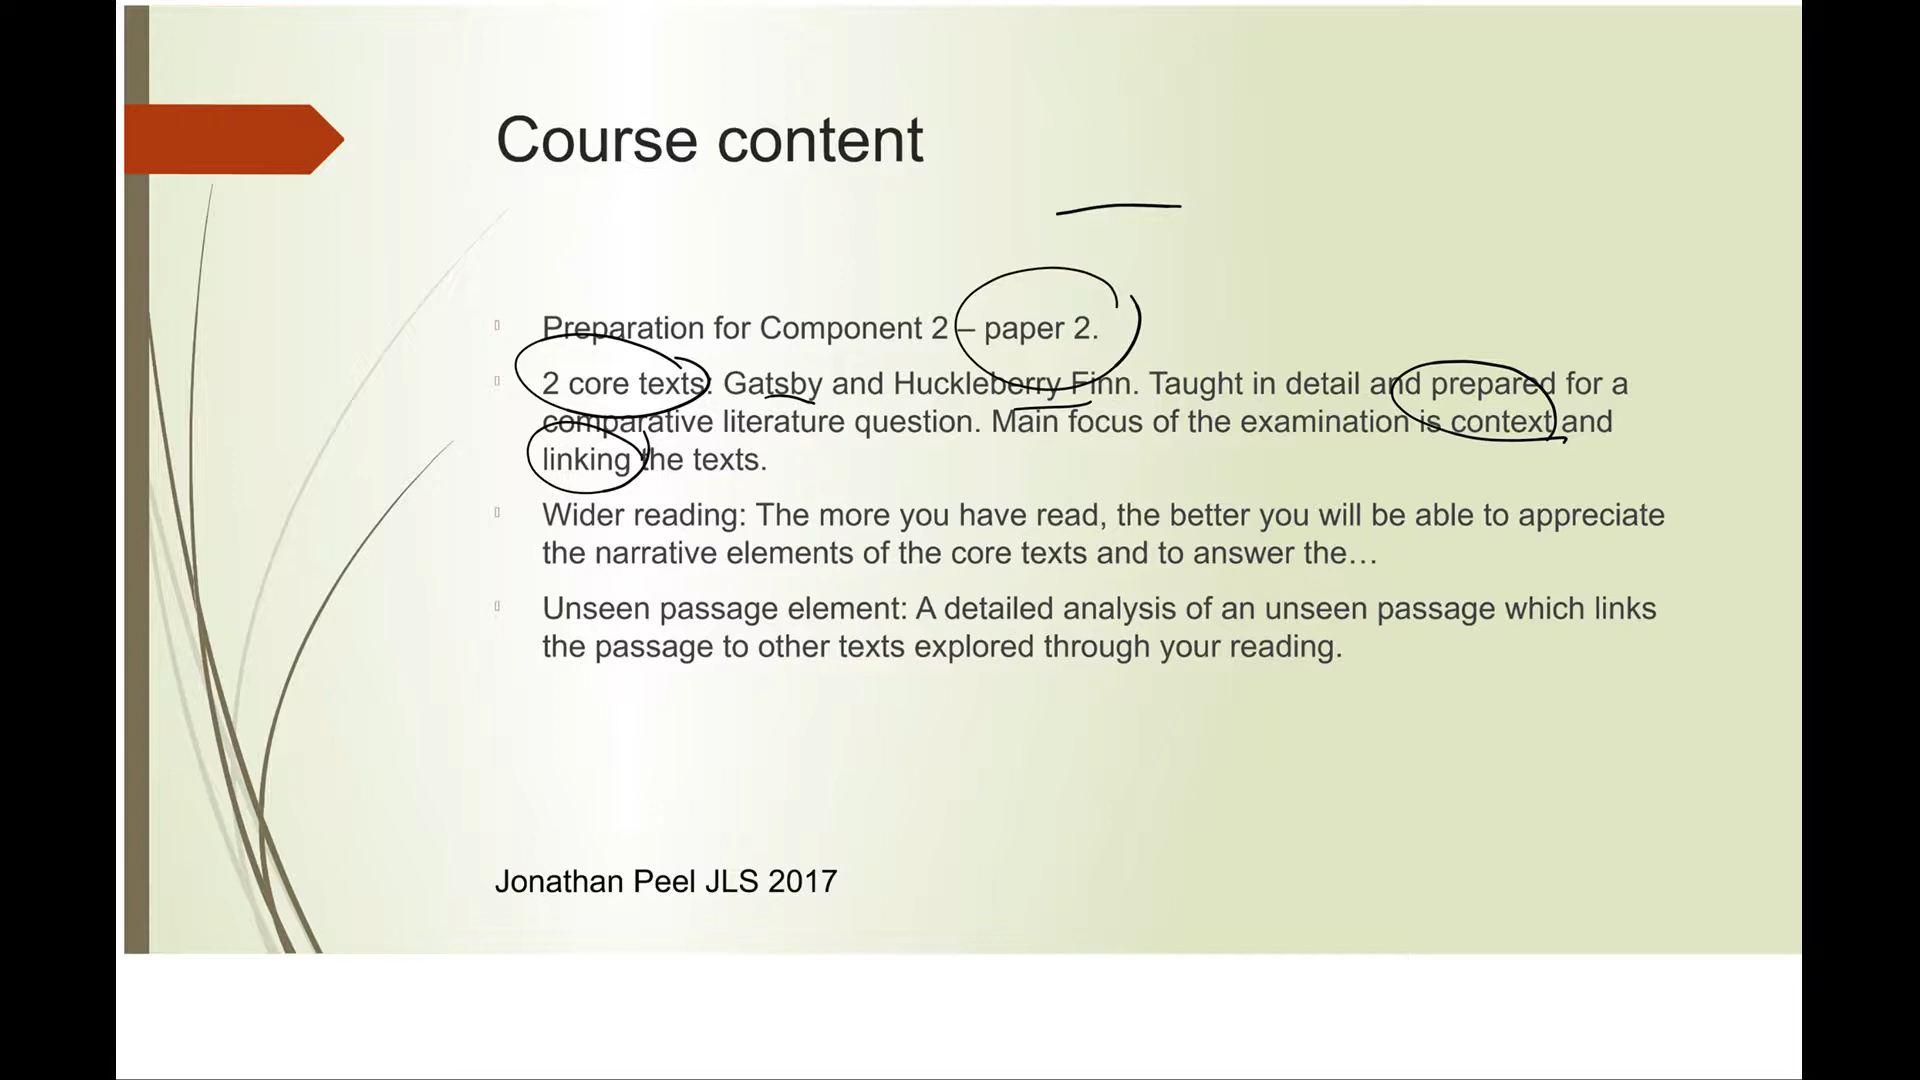 Course content
Preparation for Component 2 – paper 2.
2 core texts: Gatsby and Huckleberry Finn. Taught in detail and prepared for a
comparative literature question. Main focus of the examination is context and
linking the texts.
Wider reading: The more you have read, the better you will be able to appreciate
the narrative elements of the core texts and to answer the…
Unseen passage element: A detailed analysis of an unseen passage which links
the passage to other texts explored through your reading.
Jonathan Peel JLS 2017